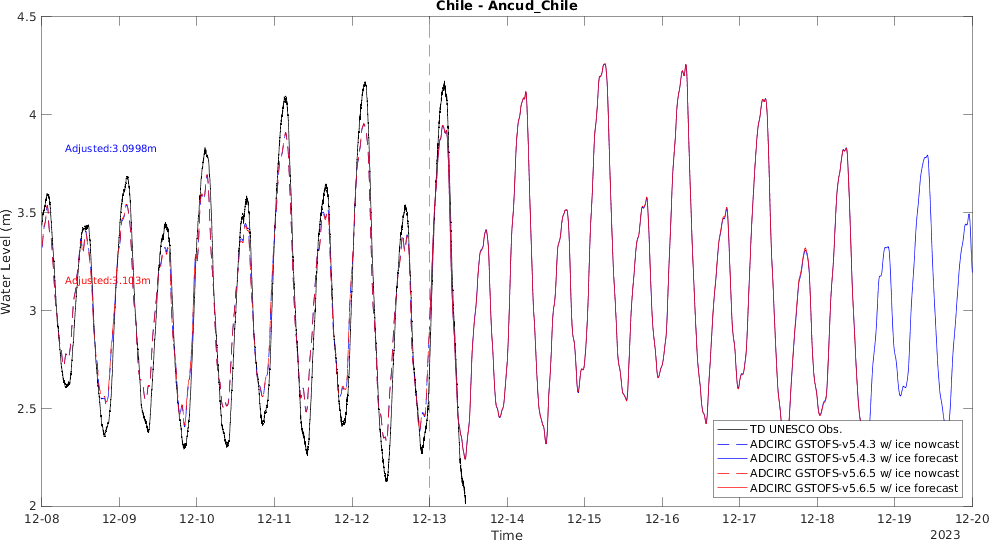 Chile - Ancud_Chile
4.5
4
3.5
3
2.5
2
Water Level (m)
Adjusted:3.0998m
Adjusted:3.103m
TD UNESCO Obs.
ADCIRC GSTOFS-v5.4.3 w/ ice nowcast
ADCIRC GSTOFS-v5.4.3 w/ ice forecast
ADCIRC GSTOFS-v5.6.5 w/ ice nowcast
ADCIRC GSTOFS-v5.6.5 w/ ice forecast
12-08 12-09 12-10 12-11 12-12 12-13 12-14 12-15 12-16 12-17 12-18 12-19 12-20
Time
2023